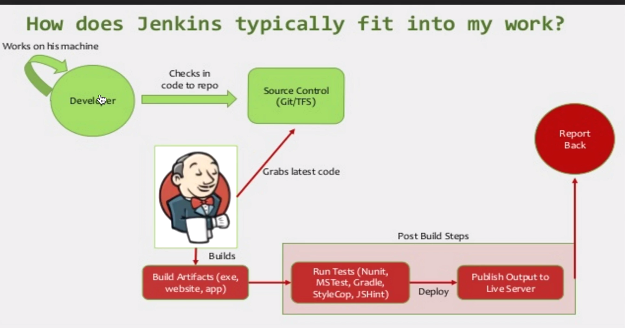 How does Jenkins typically fit into my work?
Works on his machine
Developer
Checks in
code to repo
Source Control
(Git/TFS)
Report
Back
Grabs latest code
Builds
Post Build Steps
Build Artifacts (exe,
website, app)
Run Tests (Nunit,
MSTest, Gradle,
StyleCop, JSHint)
Deploy
Publish Output to
Live Server